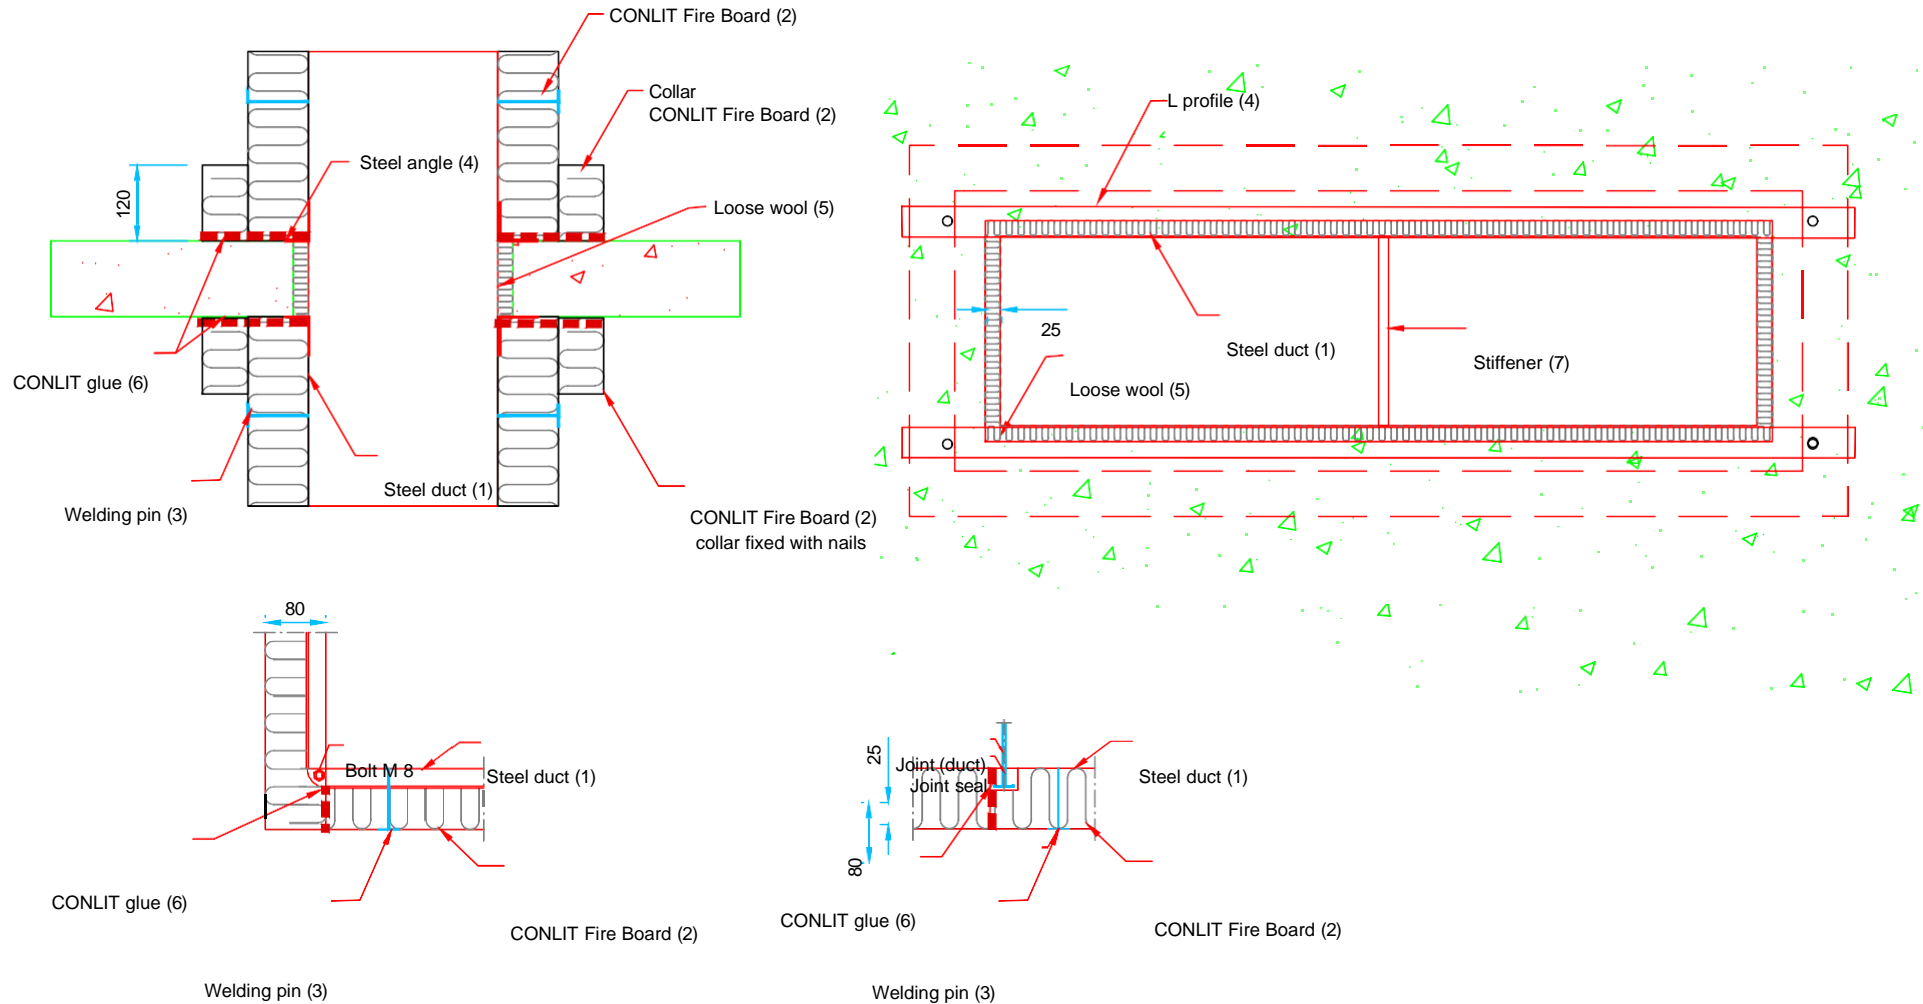 CONLIT Fire Board (2)
Collar
CONLIT Fire Board (2)
Steel angle (4)
120
Loose wool (5)
CONLIT glue (6)
Steel duct (1)
Welding pin (3)
CONLIT Fire Board (2)
collar fixed with nails
L profile (4)
25
Steel duct (1)
Stiffener (7)
Loose wool (5)
80
Bolt M 8
Steel duct (1)
CONLIT glue (6)
CONLIT Fire Board (2)
Welding pin (3)
25
Joint (duct)
Joint seal
Steel duct (1)
80
CONLIT glue (6)
CONLIT Fire Board (2)
Welding pin (3)